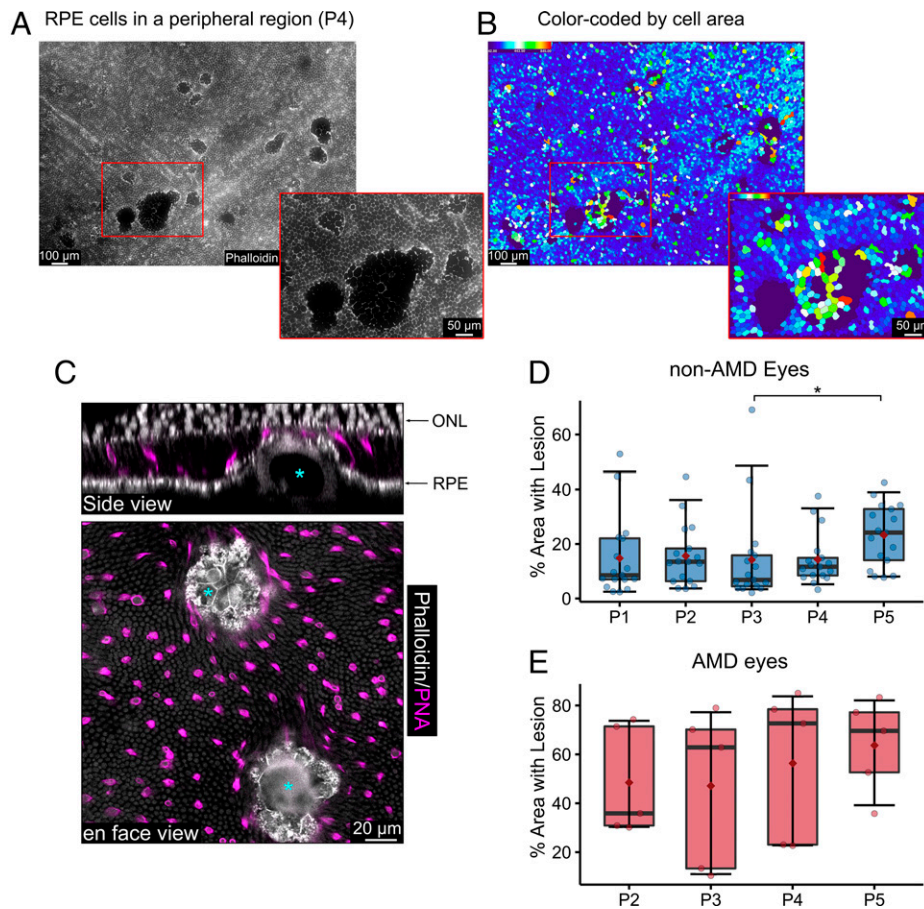 A
RPE cells in a peripheral region (P4)
100 µm
Phalloidin
50 µm
B
Color-coded by cell area
100 µm
50 µm
C
ONL
RPE
Side view
en face view
20 µm
Phalloidin/PNA
D
non-AMD Eyes
*
% Area with Lesion
60
40
20
0
P1 P2 P3 P4 P5
E
AMD eyes
% Area with Lesion
80
60
40
20
0
P2 P3 P4 P5